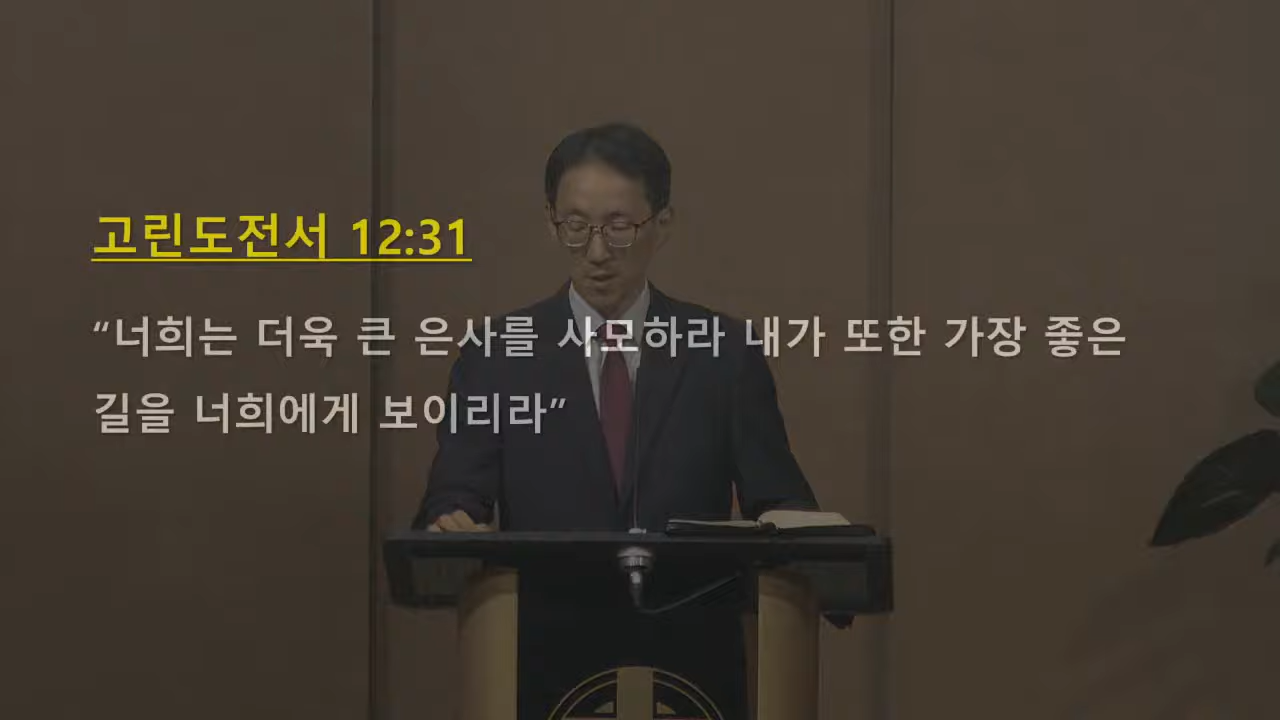 고린도전서 12:31
“너희는 더욱 큰 은사를 사모하라 내가 또한 가장 좋은
길을 너희에게 보이리라”